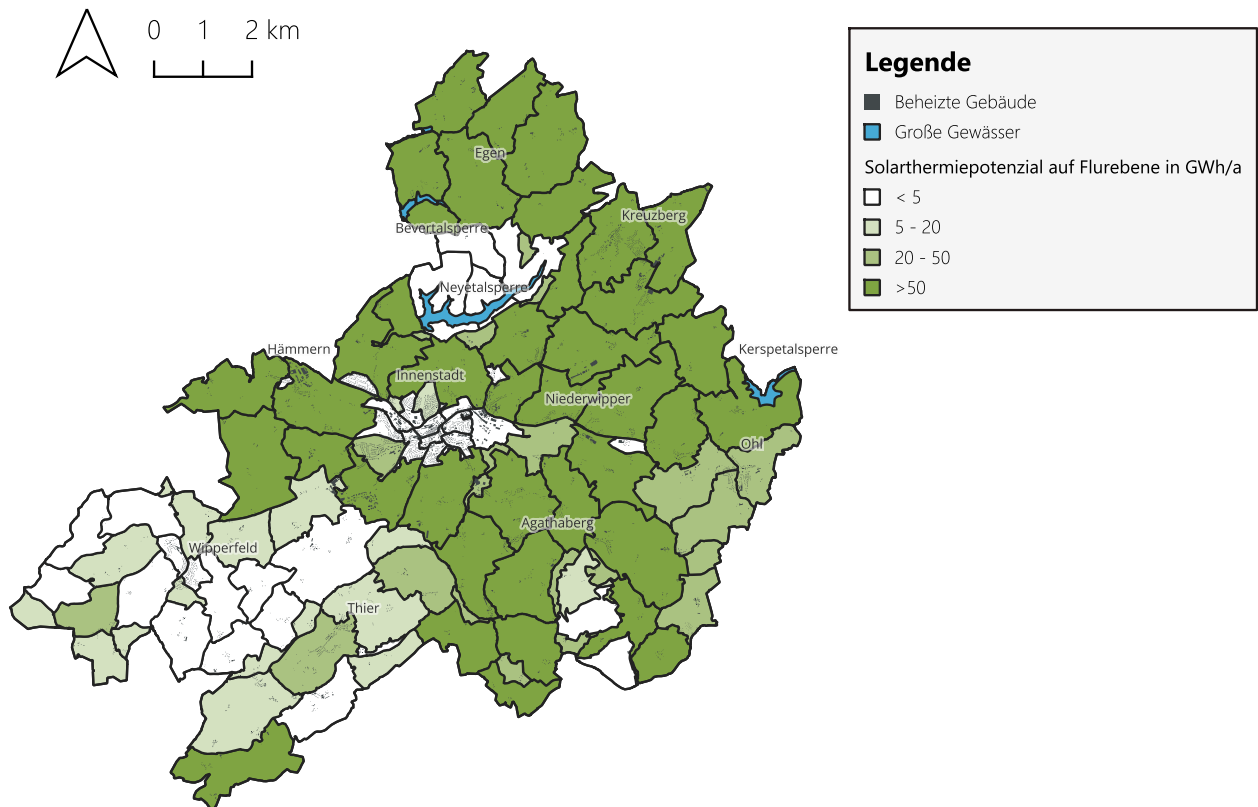 0 1 2 km
Legende
Beheizte Gebäude
Große Gewässer
Solarthermiepotenzial auf Flurebene in GWh/a
< 5
5 - 20
20 - 50
>50
Egen
Kreuzberg
Bevertalsperre
Neyetalsperre
Hämmern
Kerspetalsperre
Innenstadt
Niederwipper
Ohl
Agathaberg
Wipperfeld
Thier